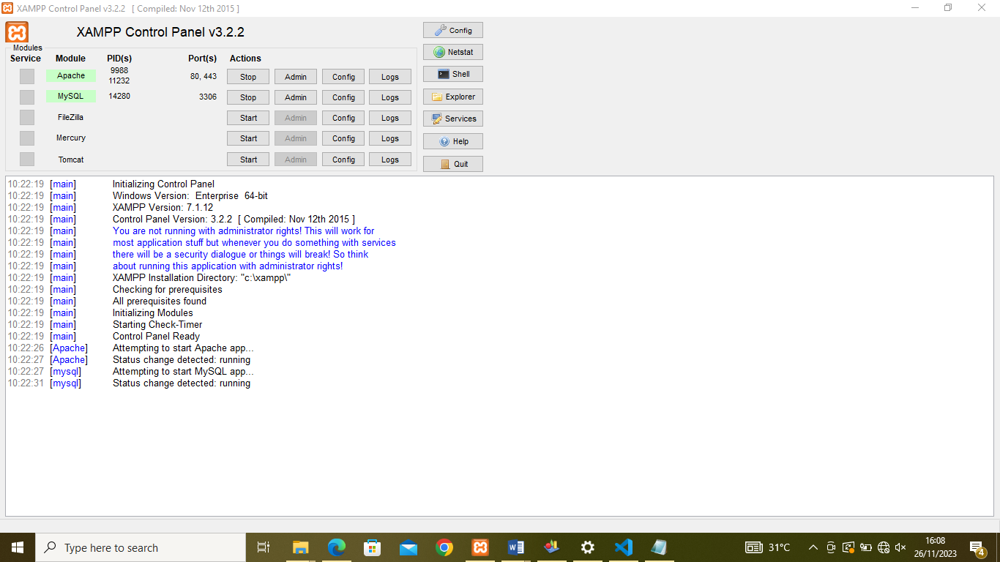 XAMPP Control Panel v3.2.2 [ Compiled: Nov 12th 2015 ]
XAMPP Control Panel v3.2.2
Config
Modules
Service Module PID(s) Port(s) Actions
Netstat
Apache 9988 11232 80, 443 Stop Admin Config Logs
Shell
MySQL 14280 3306 Stop Admin Config Logs
Explorer
FileZilla Start Admin Config Logs
Services
Mercury Start Admin Config Logs
Help
Tomcat Start Admin Config Logs
Quit
10:22:19 [main] Initializing Control Panel
10:22:19 [main] Windows Version: Enterprise 64-bit
10:22:19 [main] XAMPP Version: 7.1.12
10:22:19 [main] Control Panel Version: 3.2.2 [ Compiled: Nov 12th 2015 ]
10:22:19 [main] You are not running with administrator rights! This will work for
10:22:19 [main] most application stuff but whenever you do something with services
10:22:19 [main] there will be a security dialogue or things will break! So think
10:22:19 [main] about running this application with administrator rights!
10:22:19 [main] XAMPP Installation Directory: "c:\xampp\"
10:22:19 [main] Checking for prerequisites
10:22:19 [main] All prerequisites found
10:22:19 [main] Initializing Modules
10:22:19 [main] Starting Check-Timer
10:22:19 [main] Control Panel Ready
10:22:26 [Apache] Attempting to start Apache app...
10:22:27 [Apache] Status change detected: running
10:22:27 [mysql] Attempting to start MySQL app...
10:22:31 [mysql] Status change detected: running
Type here to search
31°C
16:08
26/11/2023
4